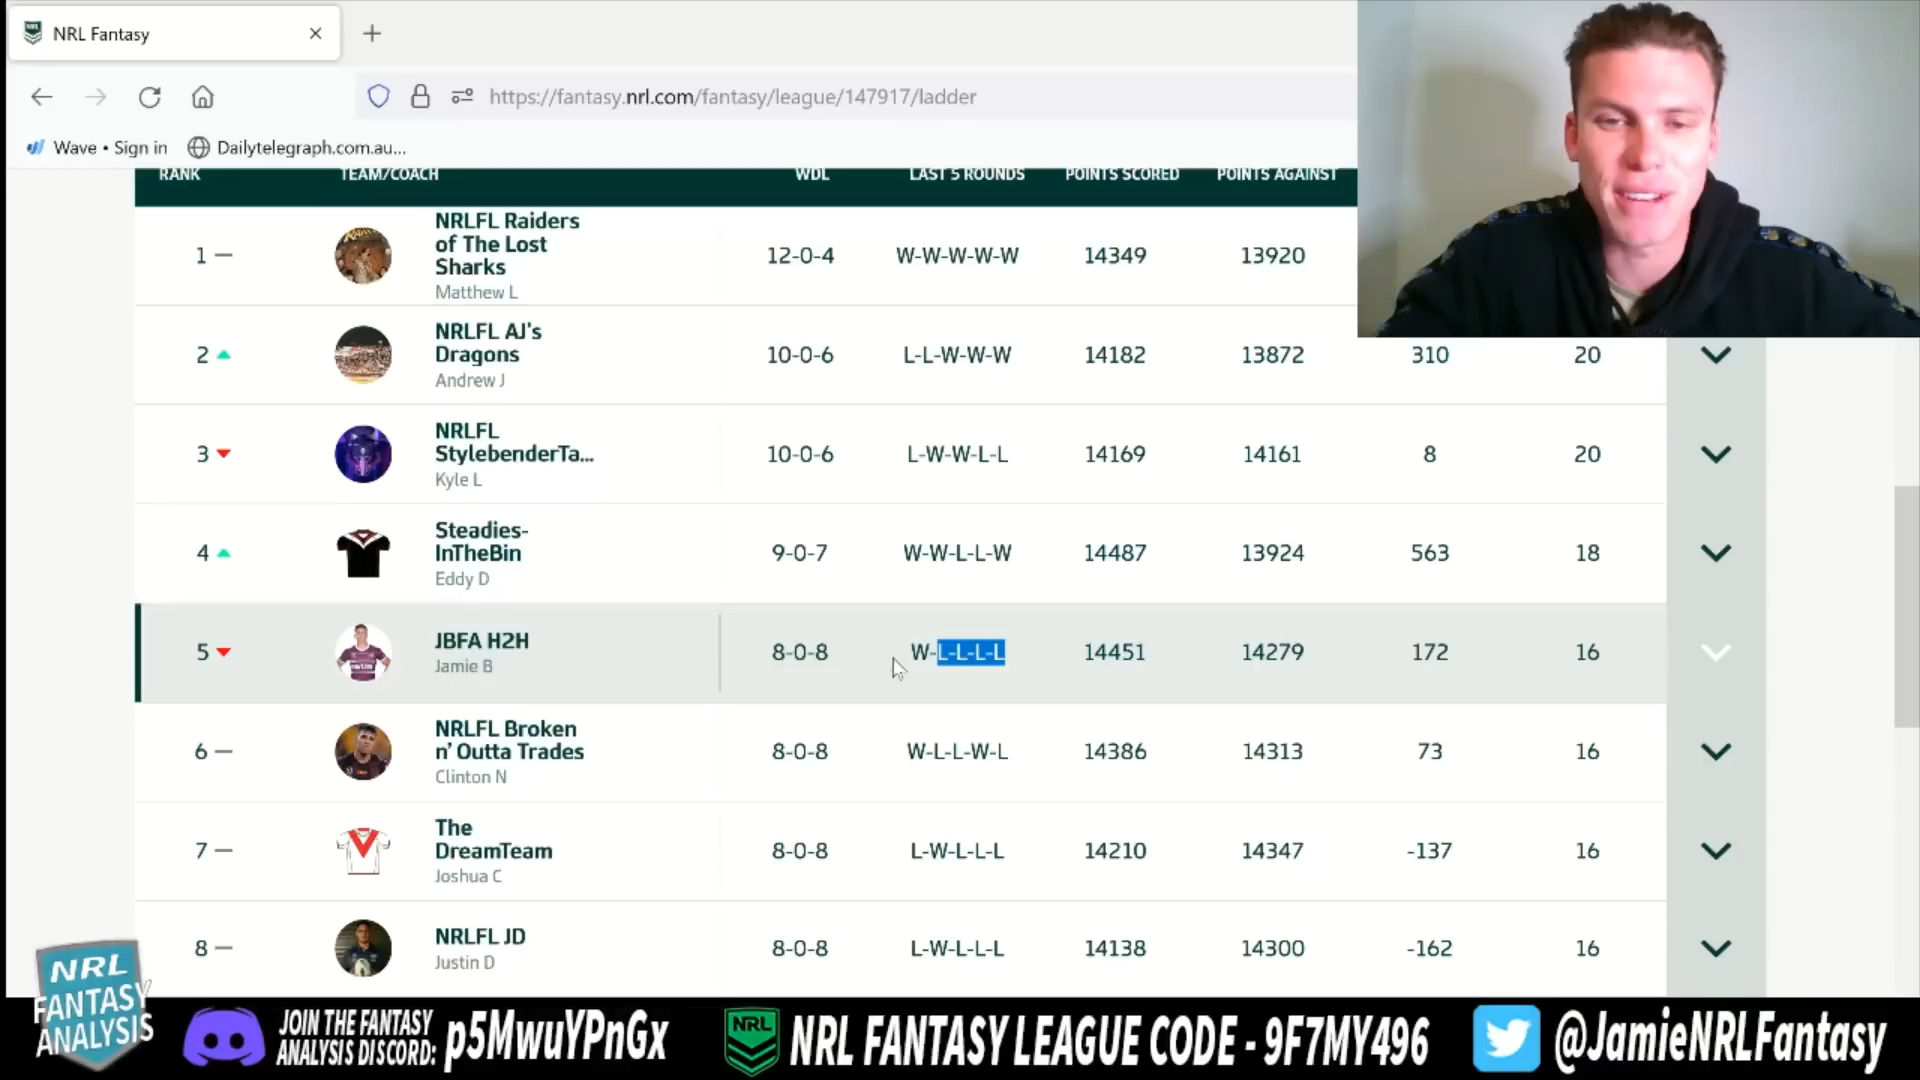 NRL Fantasy
https://fantasy.nrl.com/fantasy/league/147917/ladder
Wave • Sign in
Dailytelegraph.com.au...
RANK TEAM/COACH WDL LAST 5 ROUNDS POINTS SCORED POINTS AGAINST
NRLFL Raiders
of The Lost
1 12-0-4 W-W-W-W-W 14349 13920
Sharks
Matthew L
NRLFL AJ's
2 Dragons 10-0-6 L-L-W-W-W 14182 13872 310 20
Andrew J
NRLFL
3 StylebenderTa... 10-0-6 L-W-W-L-L 14169 14161 8 20
Kyle L
Steadies-
4 InTheBin 9-0-7 W-W-L-L-W 14487 13924 563 18
Eddy D
JBFA H2H
5 8-0-8 W-L-L-L-L 14451 14279 172 16
Jamie B
NRLFL Broken
6 n' Outta Trades 8-0-8 W-L-L-W-L 14386 14313 73 16
Clinton N
The
7 DreamTeam 8-0-8 L-W-L-L-L 14210 14347 -137 16
Joshua C
NRLFL JD
8 8-0-8 L-W-L-L-L 14138 14300 -162 16
Justin D
NRL
FANTASY
ANALYSIS
JOIN THE FANTASY
ANALYSIS DISCORD: p5MwuYPnGx
NRL
NRL FANTASY LEAGUE CODE - 9F7MY496
@JamieNRLFantasy